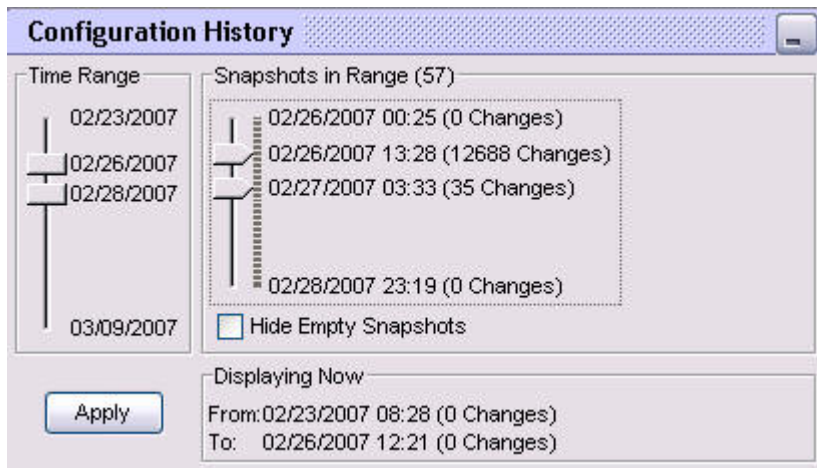 Configuration History
Time Range
02/23/2007
02/26/2007
02/28/2007
03/09/2007
Snapshots in Range (57)
02/26/2007 00:25 (0 Changes)
02/26/2007 13:28 (12688 Changes)
02/27/2007 03:33 (35 Changes)
02/28/2007 23:19 (0 Changes)
Hide Empty Snapshots
Apply
Displaying Now
From:02/23/2007 08:28 (0 Changes)
To: 02/26/2007 12:21 (0 Changes)